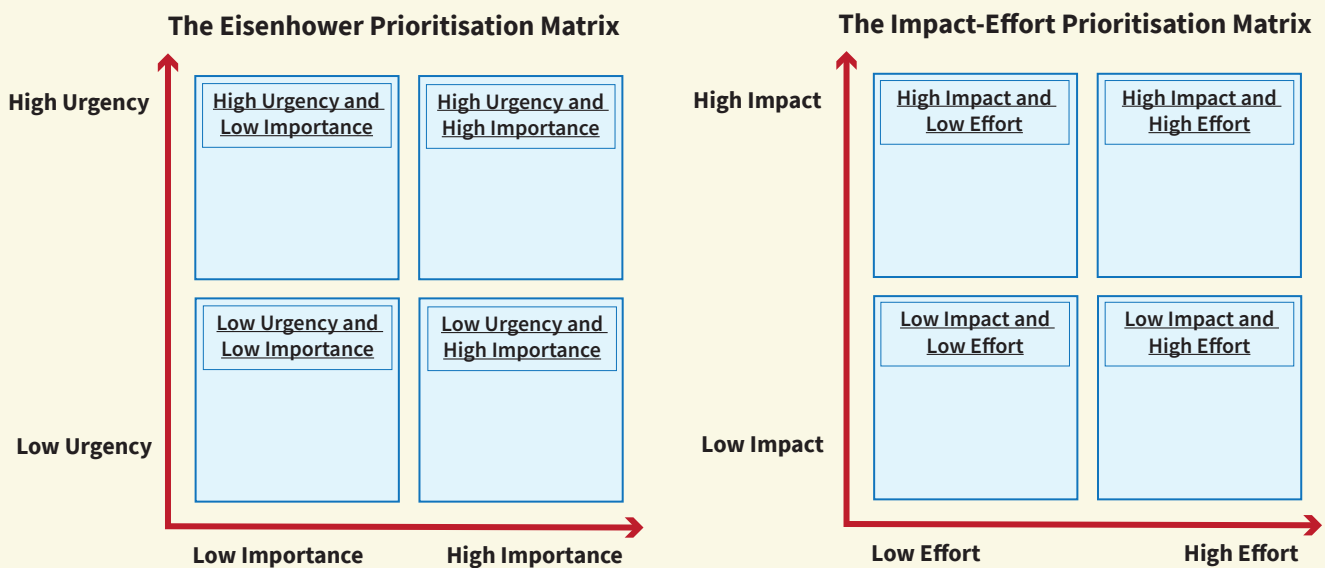 The Eisenhower Prioritisation Matrix
High Urgency
High Urgency and
Low Importance
High Urgency and
High Importance
Low Urgency and
Low Importance
Low Urgency and
High Importance
Low Urgency
Low Importance
High Importance
The Impact-Effort Prioritisation Matrix
High Impact
High Impact and
Low Effort
High Impact and
High Effort
Low Impact and
Low Effort
Low Impact and
High Effort
Low Impact
Low Effort
High Effort